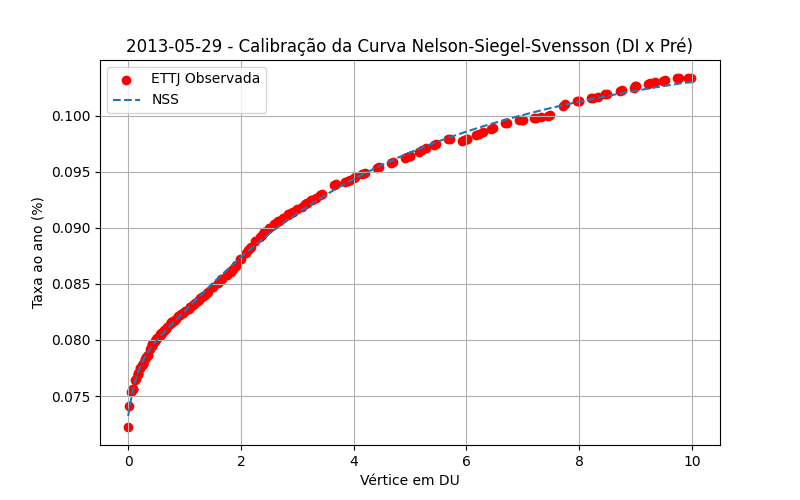 2013-05-29 - Calibração da Curva Nelson-Siegel-Svensson (DI x Pré)
ETTJ Observada
NSS
Taxa ao ano (%)
0.100
0.095
0.090
0.085
0.080
0.075
0 2 4 6 8 10
Vértice em DU